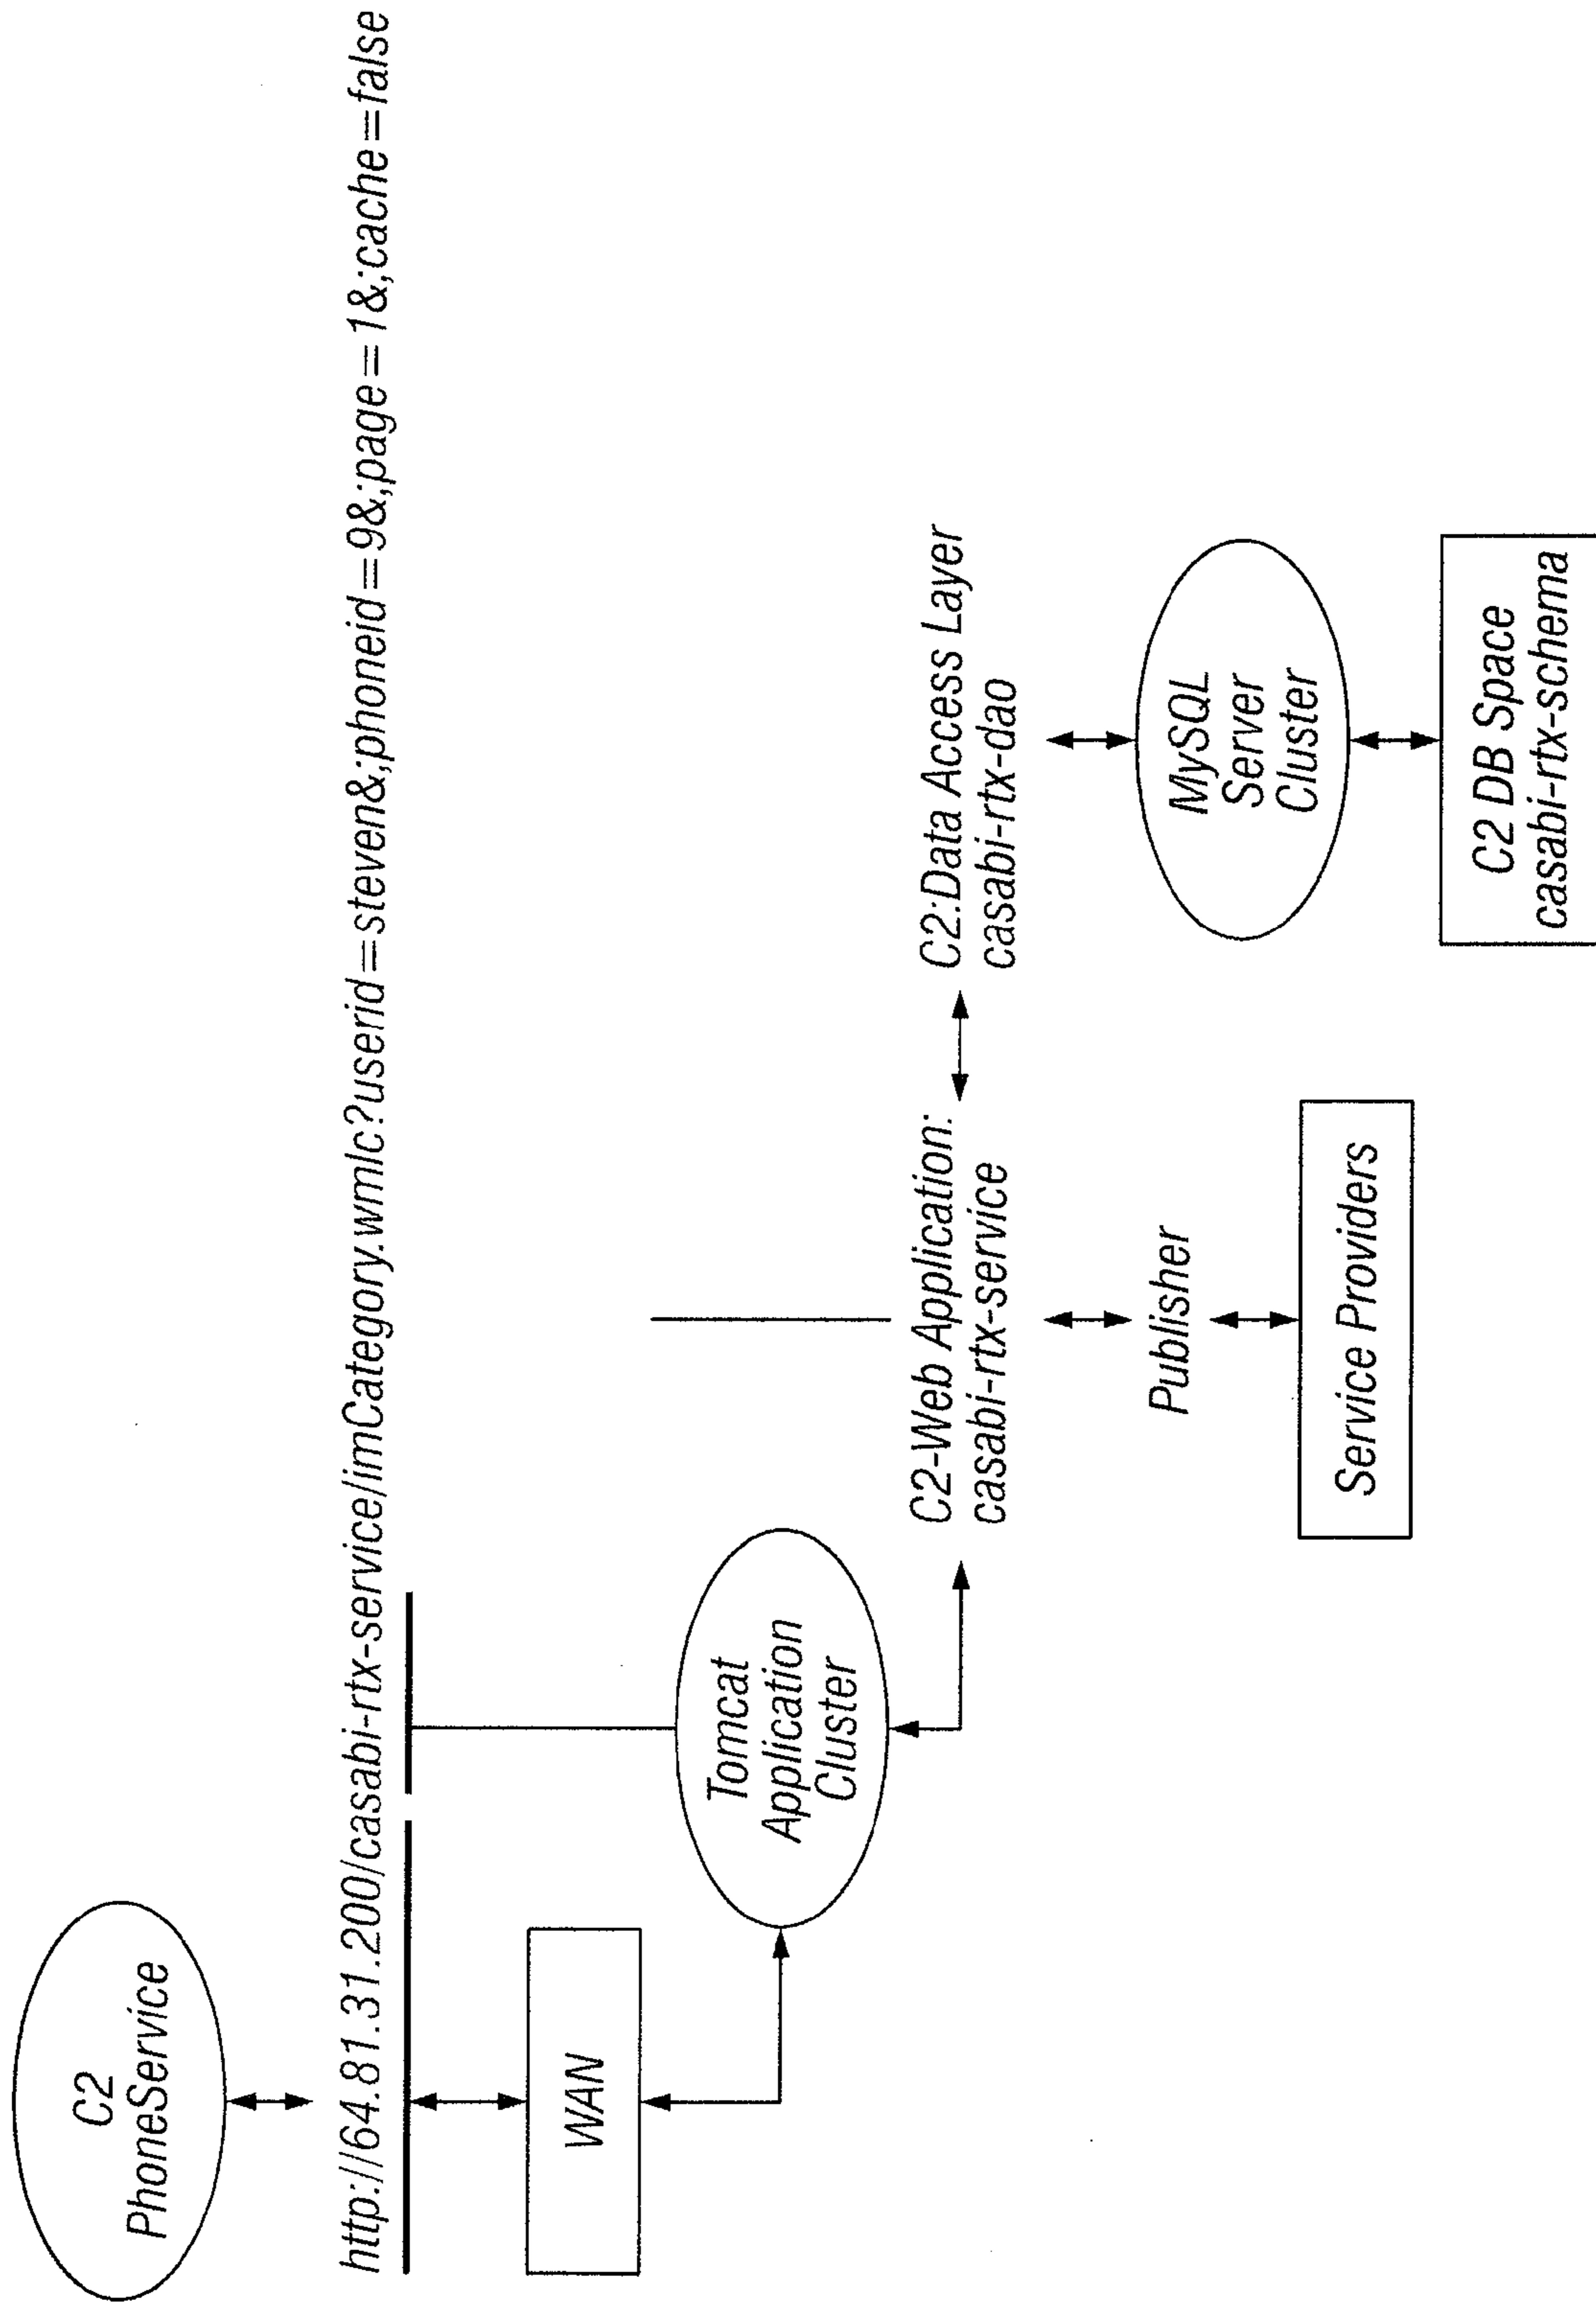 C2
PhoneService
http://64.81.31.200/casabi-rtx-service/imCategory.wmlc?userid=steven&;phoneid=9&;page=1&;cache=false
WAN
Tomcat
Application
Cluster
C2-Web Application:
casabi-rtx-service
C2:Data Access Layer
casabi-rtx-dao
Publisher
MySQL
Server
Cluster
Service Providers
C2 DB Space
casabi-rtx-schema